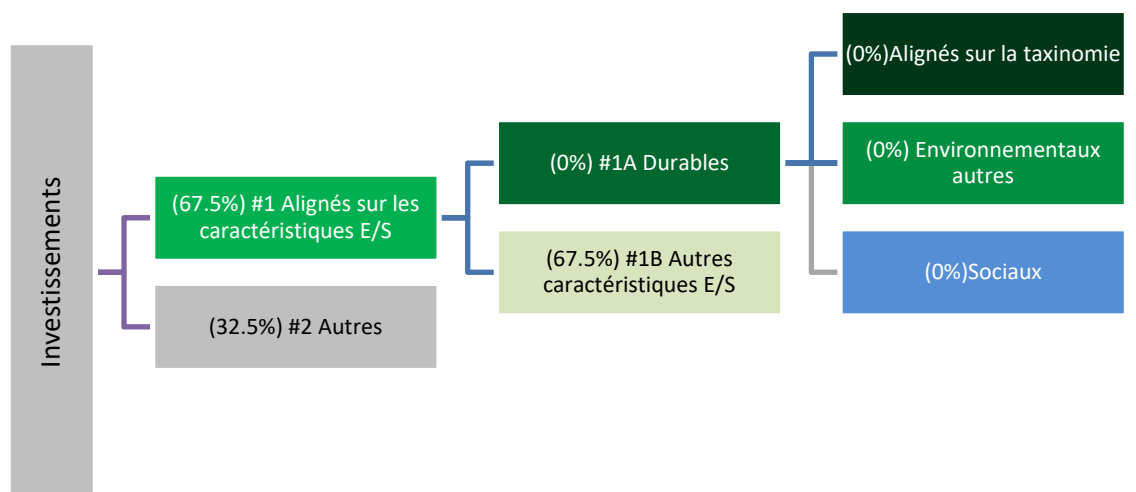 Investissements
(67.5%) #1 Alignés sur les
caractéristiques E/S
(32.5%) #2 Autres
(0%) #1A Durables
(67.5%) #1B Autres
caractéristiques E/S
(0%)Alignés sur la taxinomie
(0%) Environnementaux
autres
(0%)Sociaux